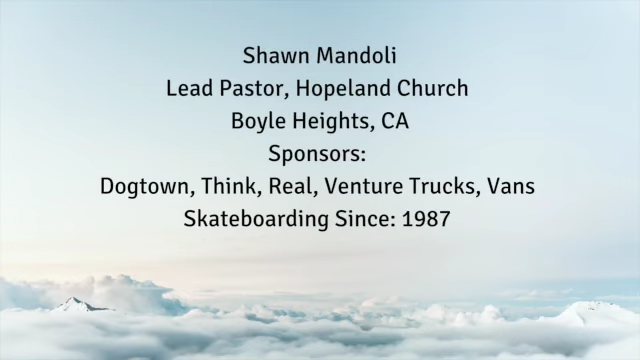 Shawn Mandoli
Lead Pastor, Hopeland Church
Boyle Heights, CA
Sponsors:
Dogtown, Think, Real, Venture Trucks, Vans
Skateboarding Since: 1987